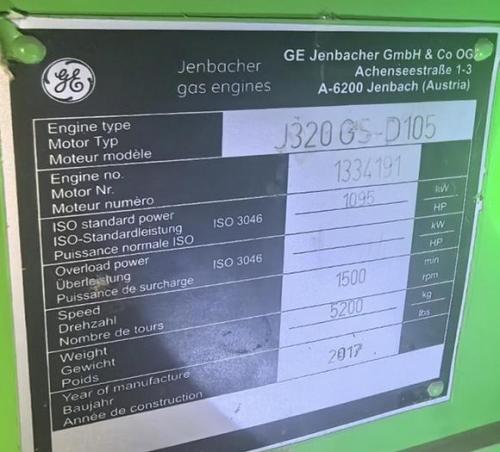 GE
Jenbacher
gas engines
GE Jenbacher GmbH & Co OG
Achenseestraße 1-3
A-6200 Jenbach (Austria)
Engine type
Motor Typ
Moteur modèle
J320 GS-D105
Engine no.
Motor Nr.
Moteur numéro
1334191
ISO standard power
ISO-Standardleistung
Puissance normale ISO
ISO 3046
1095
kW
HP
Overload power
Überleistung
Puissance de surcharge
ISO 3046
kW
HP
Speed
Drehzahl
Nombre de tours
1500
min
rpm
Weight
Gewicht
Poids
5200
kg
lbs
Year of manufacture
Baujahr
Année de construction
2017